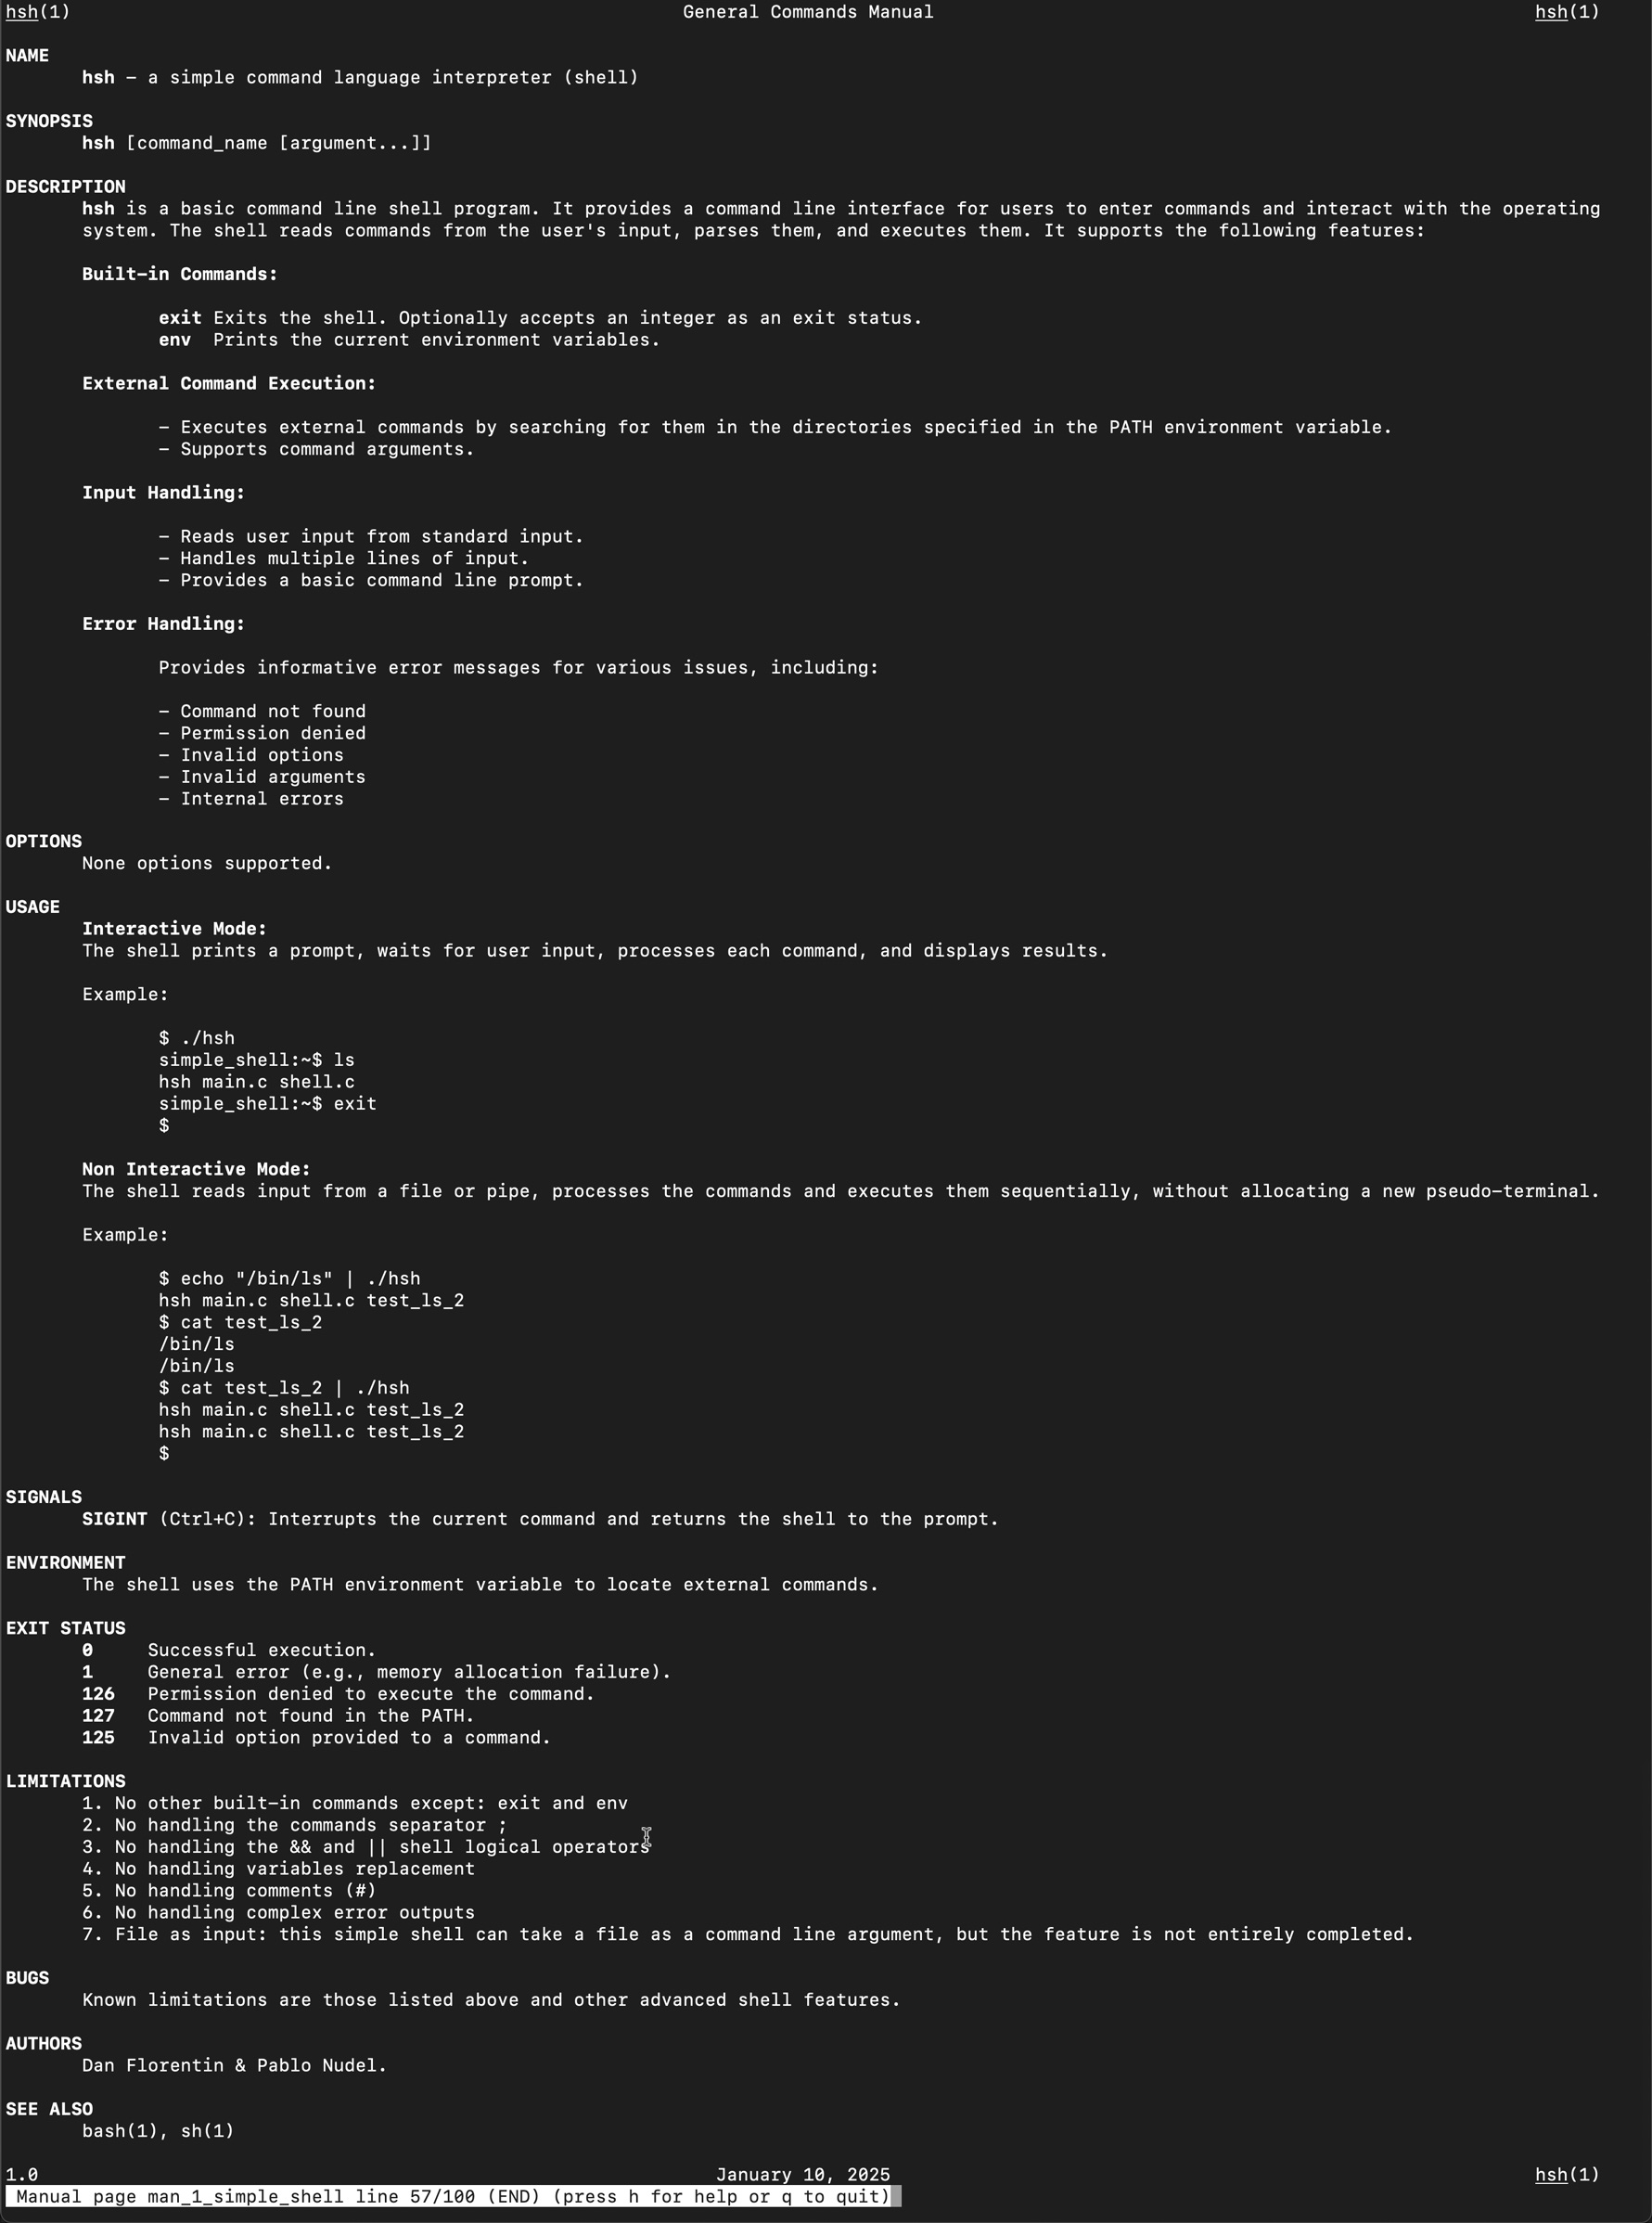 hsh(1) General Commands Manual hsh(1)
NAME
hsh – a simple command language interpreter (shell)
SYNOPSIS
hsh [command_name [argument...]]
DESCRIPTION
hsh is a basic command line shell program. It provides a command line interface for users to enter commands and interact with the operating
system. The shell reads commands from the user's input, parses them, and executes them. It supports the following features:
Built-in Commands:
exit Exits the shell. Optionally accepts an integer as an exit status.
env Prints the current environment variables.
External Command Execution:
– Executes external commands by searching for them in the directories specified in the PATH environment variable.
– Supports command arguments.
Input Handling:
– Reads user input from standard input.
– Handles multiple lines of input.
– Provides a basic command line prompt.
Error Handling:
Provides informative error messages for various issues, including:
– Command not found
– Permission denied
– Invalid options
– Invalid arguments
– Internal errors
OPTIONS
None options supported.
USAGE
Interactive Mode:
The shell prints a prompt, waits for user input, processes each command, and displays results.
Example:
$ ./hsh
simple_shell:~$ ls
hsh main.c shell.c
simple_shell:~$ exit
$
Non Interactive Mode:
The shell reads input from a file or pipe, processes the commands and executes them sequentially, without allocating a new pseudo-terminal.
Example:
$ echo "/bin/ls" | ./hsh
hsh main.c shell.c test_ls_2
$ cat test_ls_2
/bin/ls
/bin/ls
$ cat test_ls_2 | ./hsh
hsh main.c shell.c test_ls_2
hsh main.c shell.c test_ls_2
$
SIGNALS
SIGINT (Ctrl+C): Interrupts the current command and returns the shell to the prompt.
ENVIRONMENT
The shell uses the PATH environment variable to locate external commands.
EXIT STATUS
0 Successful execution.
1 General error (e.g., memory allocation failure).
126 Permission denied to execute the command.
127 Command not found in the PATH.
125 Invalid option provided to a command.
LIMITATIONS
1. No other built-in commands except: exit and env
2. No handling the commands separator ;
3. No handling the && and || shell logical operators
4. No handling variables replacement
5. No handling comments (#)
6. No handling complex error outputs
7. File as input: this simple shell can take a file as a command line argument, but the feature is not entirely completed.
BUGS
Known limitations are those listed above and other advanced shell features.
AUTHORS
Dan Florentin & Pablo Nudel.
SEE ALSO
bash(1), sh(1)
1.0 January 10, 2025 hsh(1)
Manual page man_1_simple_shell line 57/100 (END) (press h for help or q to quit)